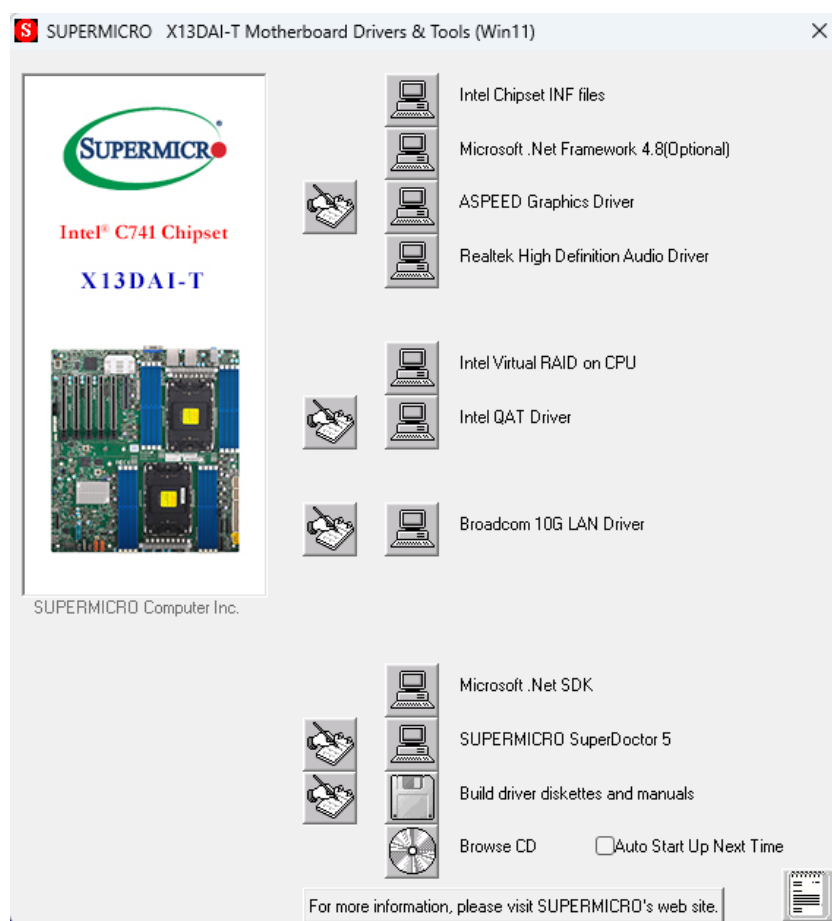 S SUPERMICRO X13DAI-T Motherboard Drivers & Tools (Win11)
SUPERMICRO
Intel® C741 Chipset
X13DAI-T
SUPERMICRO Computer Inc.
Intel Chipset INF files
Microsoft .Net Framework 4.8(Optional)
ASPEED Graphics Driver
Realtek High Definition Audio Driver
Intel Virtual RAID on CPU
Intel QAT Driver
Broadcom 10G LAN Driver
Microsoft .Net SDK
SUPERMICRO SuperDoctor 5
Build driver diskettes and manuals
Browse CD Auto Start Up Next Time
For more information, please visit SUPERMICRO's web site.